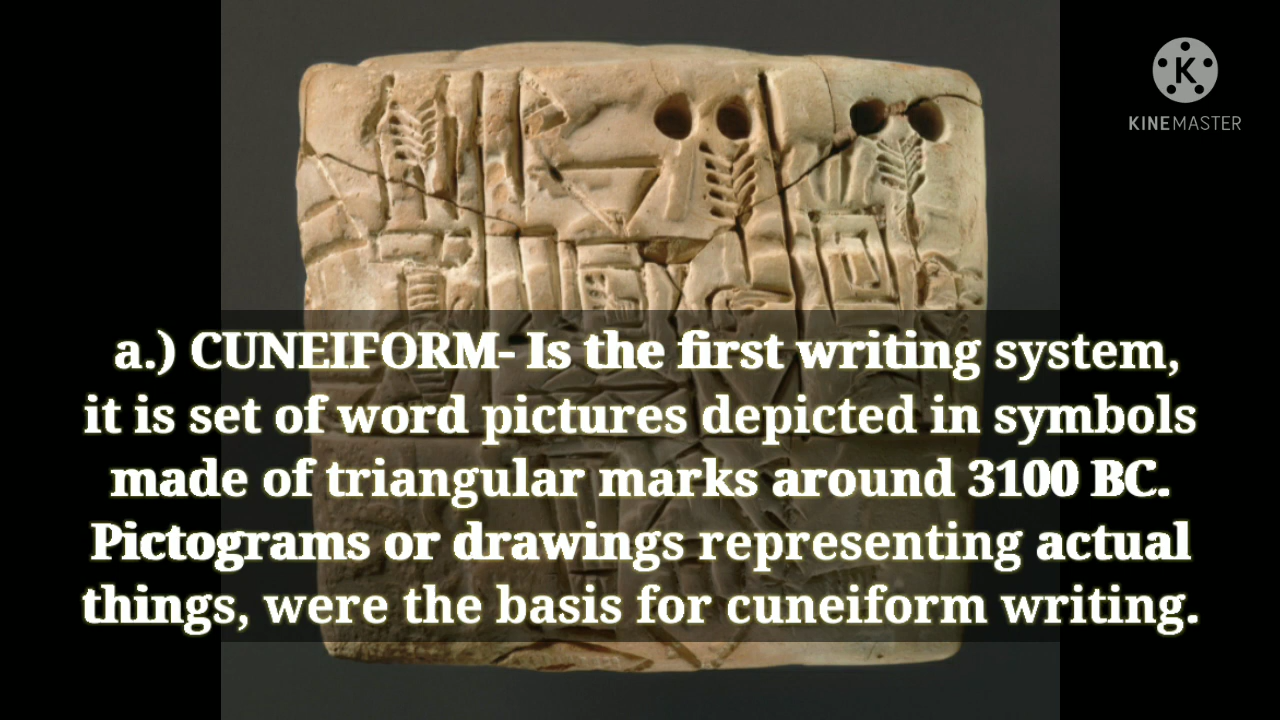 KINEMASTER
a.) CUNEIFORM- Is the first writing system,
it is set of word pictures depicted in symbols
made of triangular marks around 3100 BC.
Pictograms or drawings representing actual
things, were the basis for cuneiform writing.